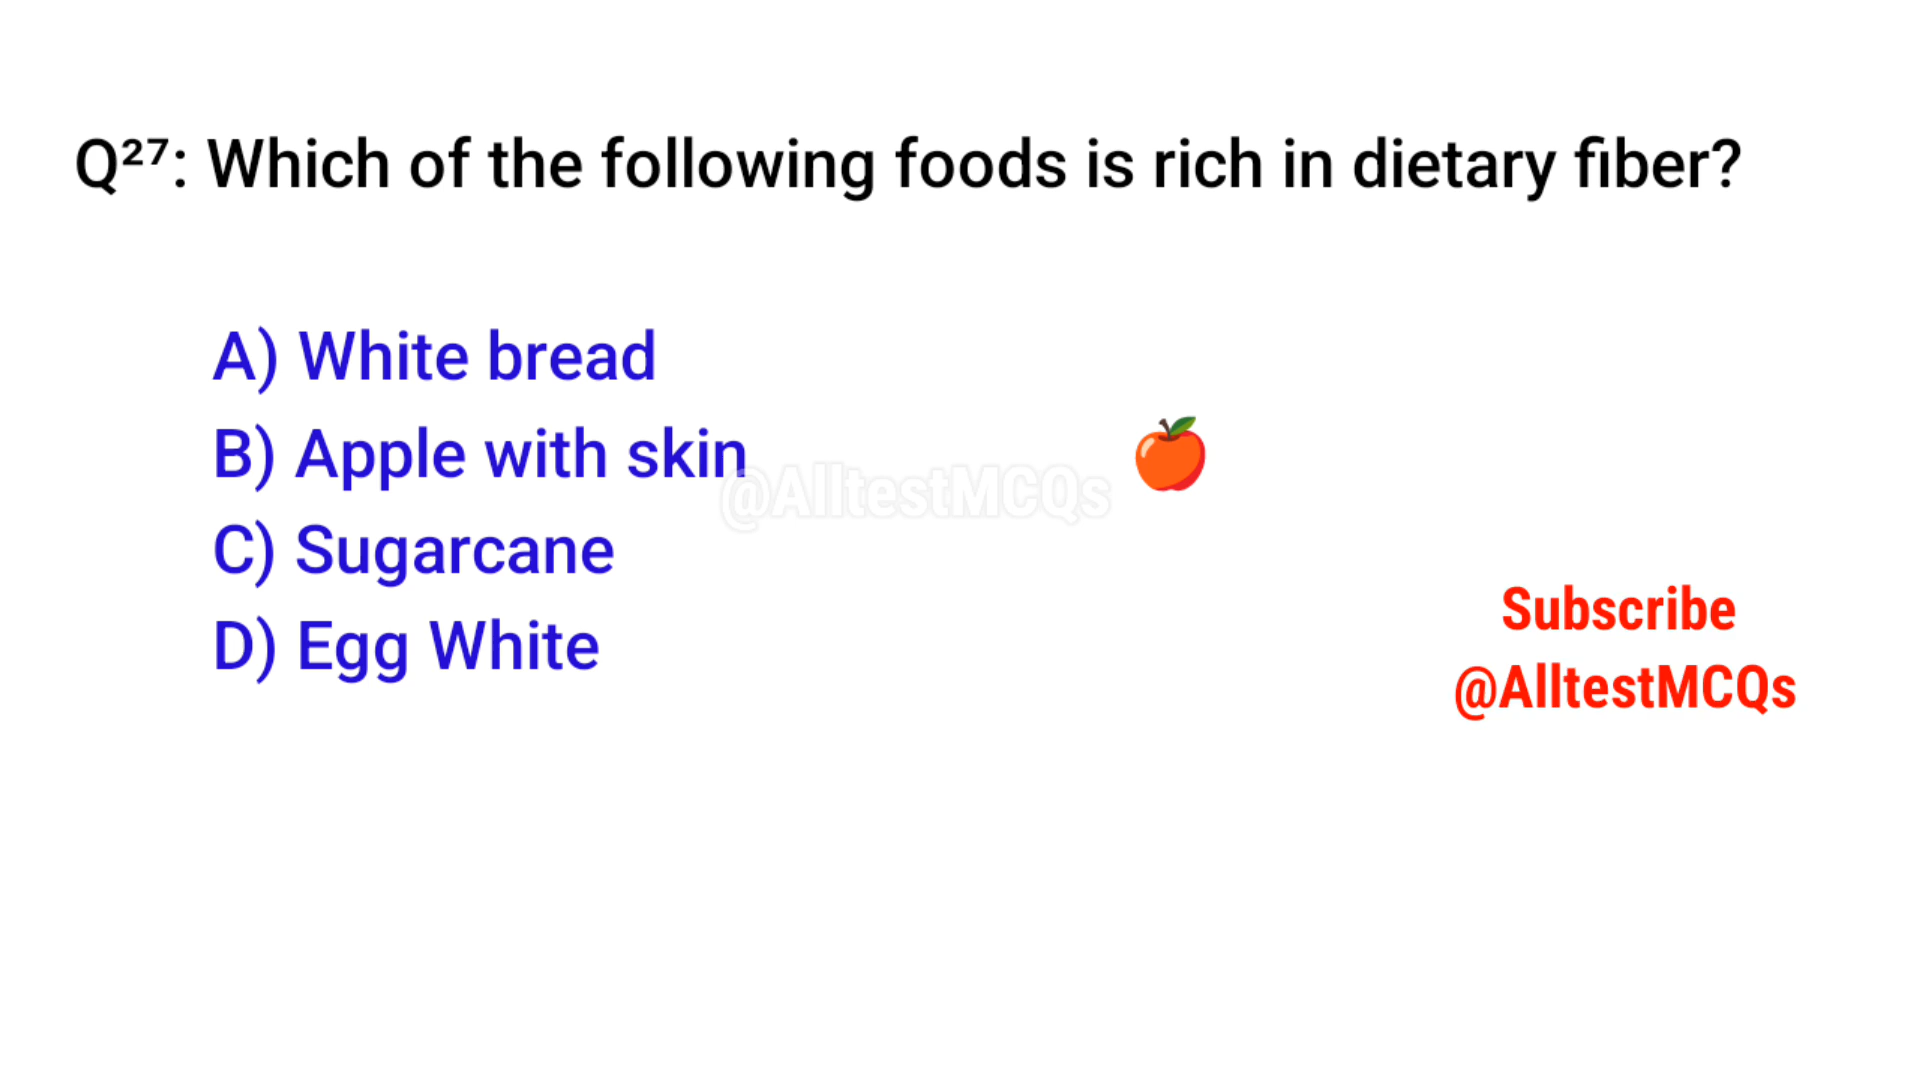 Q²⁷: Which of the following foods is rich in dietary fiber?
A) White bread
B) Apple with skin
@AlltestMCQs
C) Sugarcane
D) Egg White
Subscribe
@AlltestMCQs